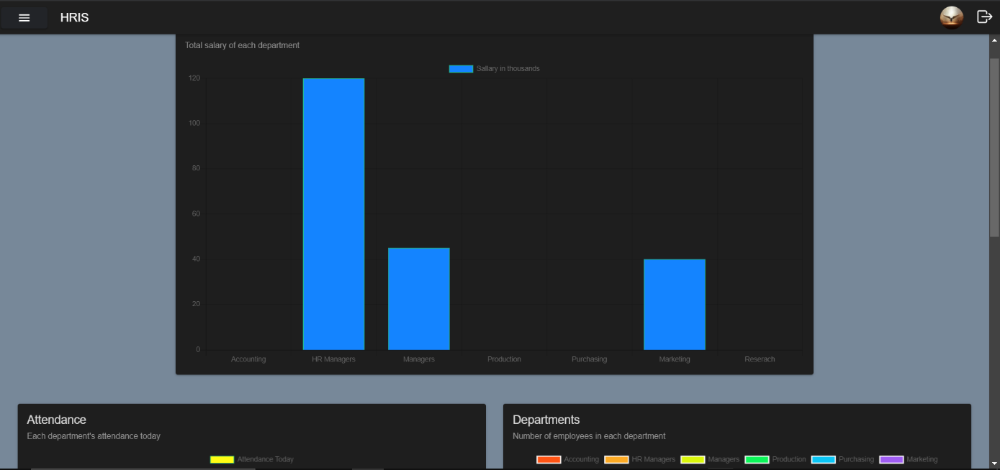 HRIS
Total salary of each department
Sallary in thousands
120
100
80
60
40
20
0
Accounting HR Managers Managers Production Purchasing Marketing Reserach
Attendance
Each department's attendance today
Attendance Today
Departments
Number of employees in each department
Accounting HR Managers Managers Production Purchasing Marketing